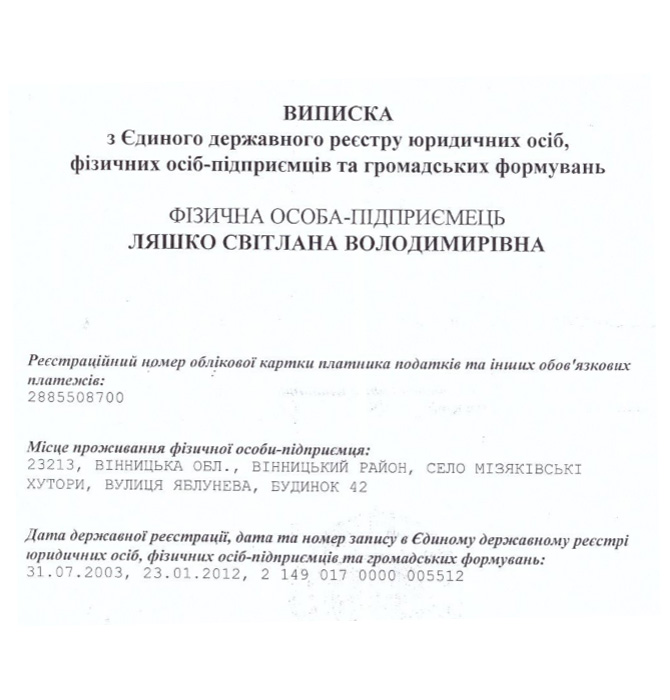 ВИПИСКА
з Єдиного державного реєстру юридичних осіб,
фізичних осіб-підприємців та громадських формувань
ФІЗИЧНА ОСОБА-ПІДПРИЄМЕЦЬ
ЛЯШКО СВІТЛАНА ВОЛОДИМИРІВНА
Реєстраційний номер облікової картки платника податків та інших обов'язкових
платежів:
2885508700
Місце проживання фізичної особи-підприємця:
23213, ВІННИЦЬКА ОБЛ., ВІННИЦЬКИЙ РАЙОН, СЕЛО МІЗЯКІВСЬКІ
ХУТОРИ, ВУЛИЦЯ ЯБЛУНЕВА, БУДИНОК 42
Дата державної реєстрації, дата та номер запису в Єдиному державному реєстрі
юридичних осіб, фізичних осіб-підприємців та громадських формувань:
31.07.2003, 23.01.2012, 2 149 017 0000 005512